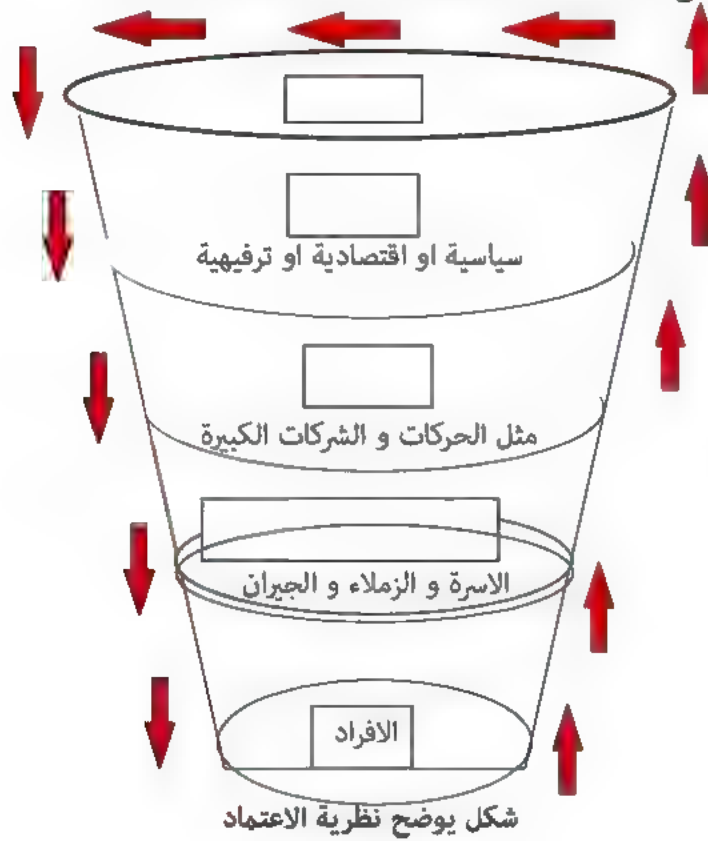 سياسية او اقتصادية او ترفيهية
مثل الحركات و الشركات الكبيرة
الاسرة و الزملاء و الجيران
الافراد
شكل يوضح نظرية الاعتماد